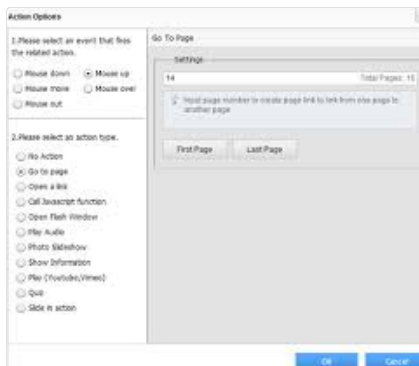 Action Options
1.Please select an event that fires
the related action.
Mouse down
Mouse up
Mouse move
Mouse over
Mouse out
2.Please select an action type.
No Action
Go to page
Open a link
Call Javascript function
Open Flash Window
Play Audio
Photo Slideshow
Show Information
Play (Youtube,Vimeo)
Quiz
Slide in action
Go To Page
Settings
14
Total Pages: 15
Input page number to create page link to link from one page to
another page
First Page
Last Page
OK
Cancel